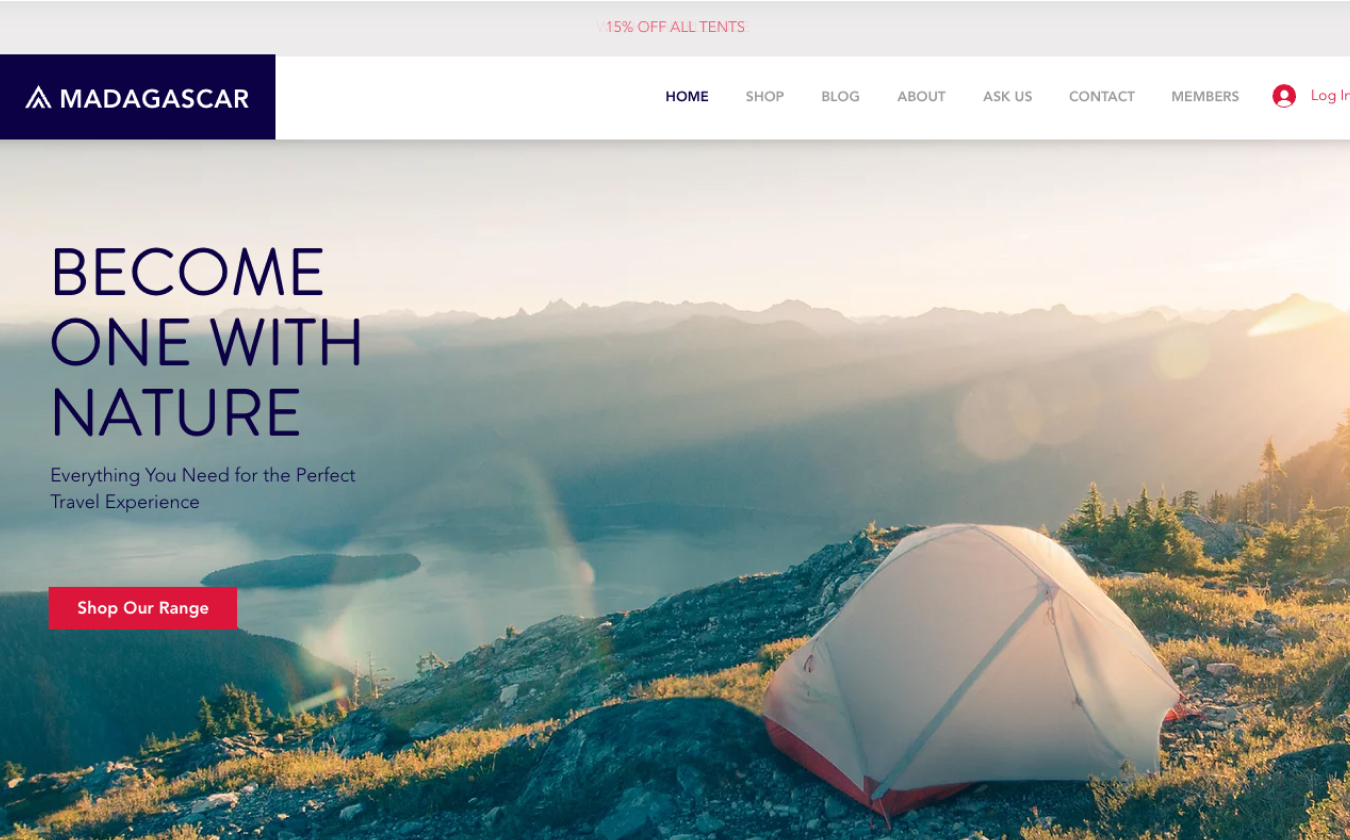 15% OFF ALL TENTS
MADAGASCAR
HOME SHOP BLOG ABOUT ASK US CONTACT MEMBERS Log In
BECOME
ONE WITH
NATURE
Everything You Need for the Perfect
Travel Experience
Shop Our Range